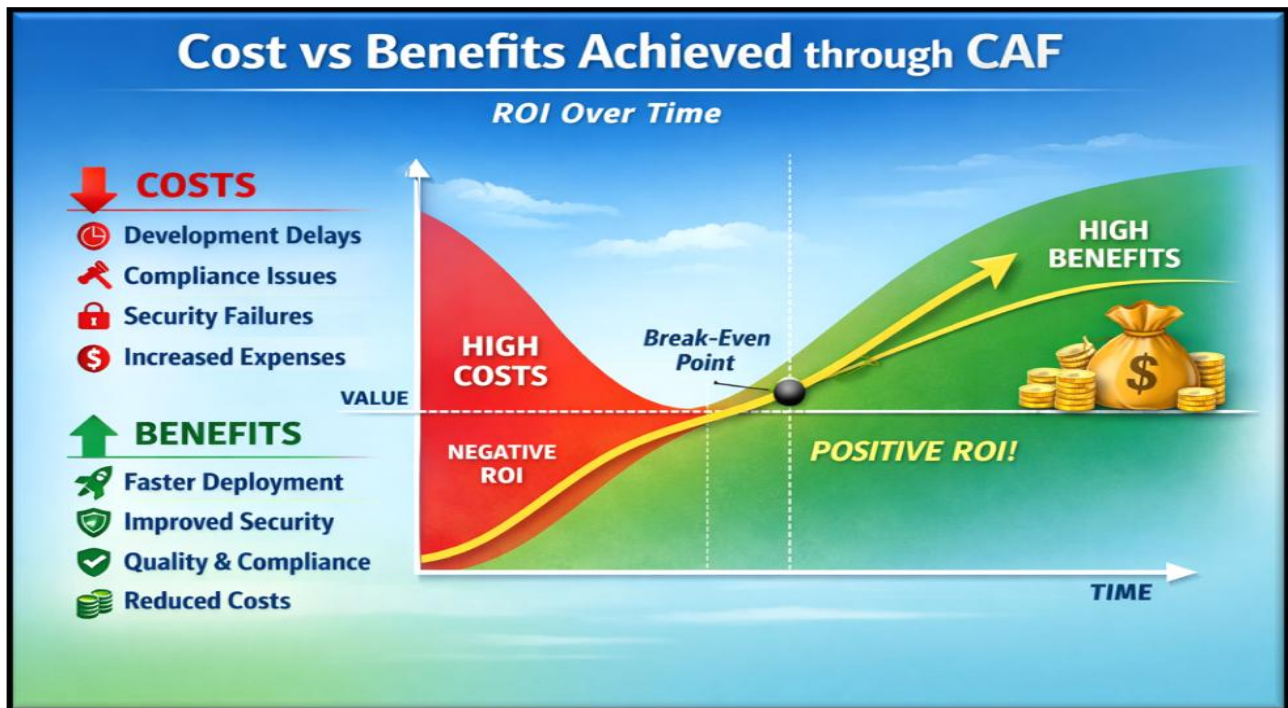 Cost vs Benefits Achieved through CAF
ROI Over Time
COSTS
Development Delays
Compliance Issues
Security Failures
$ Increased Expenses
BENEFITS
Faster Deployment
Improved Security
Quality & Compliance
Reduced Costs
VALUE
HIGH
COSTS
NEGATIVE
ROI
Break-Even
Point
HIGH
BENEFITS
$
POSITIVE ROI!
TIME